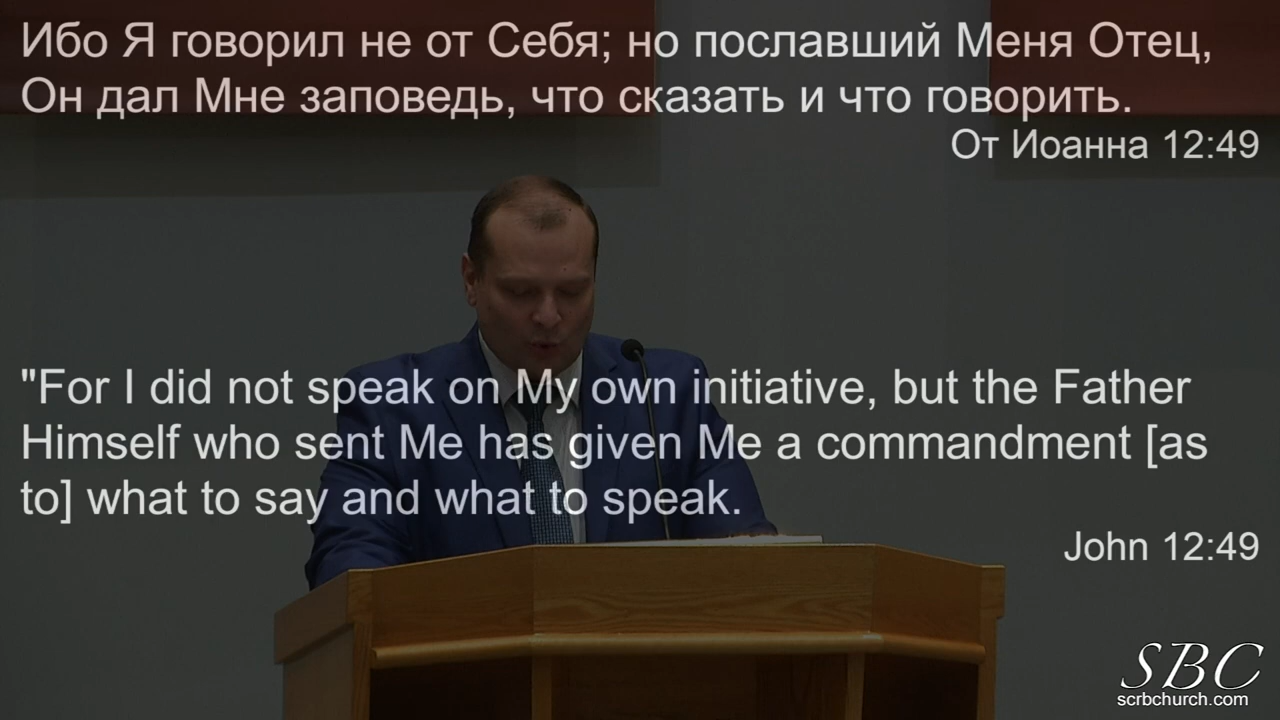 Ибо Я говорил не от Себя; но пославший Меня Отец,
Он дал Мне заповедь, что сказать и что говорить.
От Иоанна 12:49
"For I did not speak on My own initiative, but the Father
Himself who sent Me has given Me a commandment [as
to] what to say and what to speak.
John 12:49
SBC
scrbchurch.com